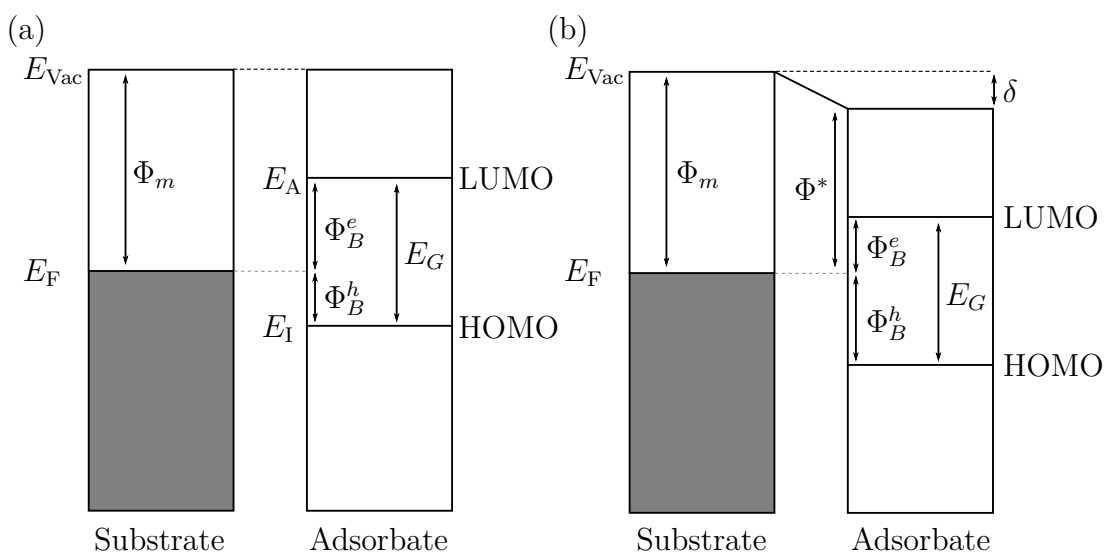 (a)
(b)
E_Vac
E_Vac
δ
Φ_m
E_A
LUMO
Φ_m
Φ*
Φ_B^e
E_G
LUMO
Φ_B^e
E_F
Φ_B^h
E_F
E_G
E_I
HOMO
Φ_B^h
HOMO
Substrate
Adsorbate
Substrate
Adsorbate